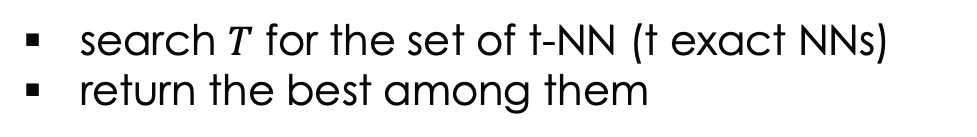 ▪ search T for the set of t-NN (t exact NNs)
▪ return the best among them